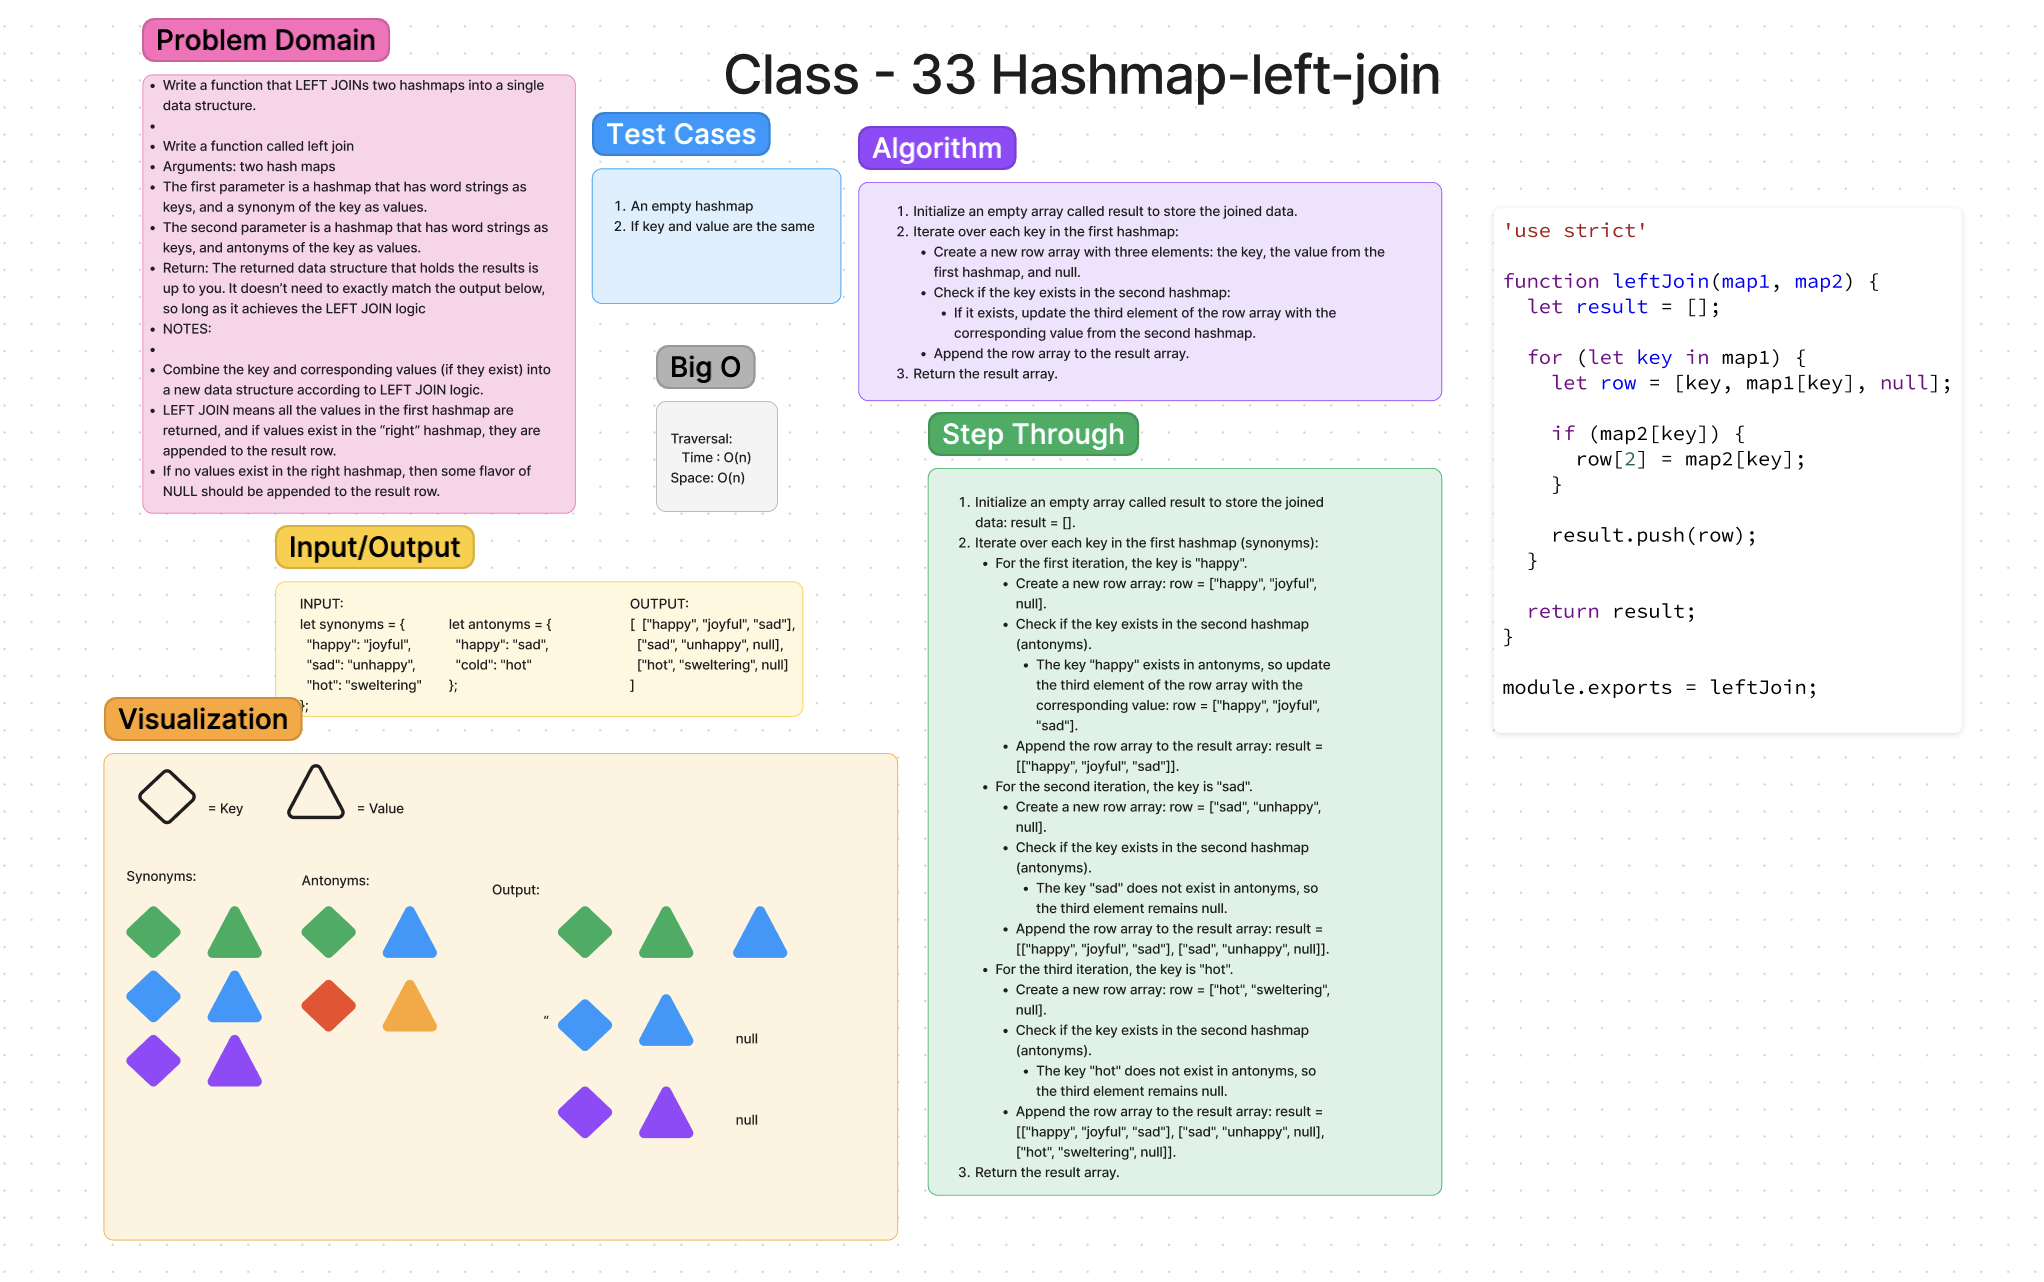 Class - 33 Hashmap-left-join
Problem Domain
• Write a function that LEFT JOINs two hashmaps into a single
data structure.
•
• Write a function called left join
• Arguments: two hash maps
• The first parameter is a hashmap that has word strings as
keys, and a synonym of the key as values.
• The second parameter is a hashmap that has word strings as
keys, and antonyms of the key as values.
• Return: The returned data structure that holds the results is
up to you. It doesn’t need to exactly match the output below,
so long as it achieves the LEFT JOIN logic
• NOTES:
•
• Combine the key and corresponding values (if they exist) into
a new data structure according to LEFT JOIN logic.
• LEFT JOIN means all the values in the first hashmap are
returned, and if values exist in the “right” hashmap, they are
appended to the result row.
• If no values exist in the right hashmap, then some flavor of
NULL should be appended to the result row.
Test Cases
1. An empty hashmap
2. If key and value are the same
Big O
Traversal:
Time : O(n)
Space: O(n)
Algorithm
1. Initialize an empty array called result to store the joined data.
2. Iterate over each key in the first hashmap:
• Create a new row array with three elements: the key, the value from the
first hashmap, and null.
• Check if the key exists in the second hashmap:
• If it exists, update the third element of the row array with the
corresponding value from the second hashmap.
• Append the row array to the result array.
3. Return the result array.
Input/Output
INPUT:
let synonyms = {
"happy": "joyful",
"sad": "unhappy",
"hot": "sweltering"
};
let antonyms = {
"happy": "sad",
"cold": "hot"
};
OUTPUT:
[ ["happy", "joyful", "sad"],
["sad", "unhappy", null],
["hot", "sweltering", null]
]
Visualization
= Key
= Value
Synonyms:
Antonyms:
Output:
“
null
null
Step Through
1. Initialize an empty array called result to store the joined
data: result = [].
2. Iterate over each key in the first hashmap (synonyms):
• For the first iteration, the key is "happy".
• Create a new row array: row = ["happy", "joyful",
null].
• Check if the key exists in the second hashmap
(antonyms).
• The key "happy" exists in antonyms, so update
the third element of the row array with the
corresponding value: row = ["happy", "joyful",
"sad"].
• Append the row array to the result array: result =
[["happy", "joyful", "sad"]].
• For the second iteration, the key is "sad".
• Create a new row array: row = ["sad", "unhappy",
null].
• Check if the key exists in the second hashmap
(antonyms).
• The key "sad" does not exist in antonyms, so
the third element remains null.
• Append the row array to the result array: result =
[["happy", "joyful", "sad"], ["sad", "unhappy", null]].
• For the third iteration, the key is "hot".
• Create a new row array: row = ["hot", "sweltering",
null].
• Check if the key exists in the second hashmap
(antonyms).
• The key "hot" does not exist in antonyms, so
the third element remains null.
• Append the row array to the result array: result =
[["happy", "joyful", "sad"], ["sad", "unhappy", null],
["hot", "sweltering", null]].
3. Return the result array.
'use strict'
function leftJoin(map1, map2) {
let result = [];
for (let key in map1) {
let row = [key, map1[key], null];
if (map2[key]) {
row[2] = map2[key];
}
result.push(row);
}
return result;
}
module.exports = leftJoin;